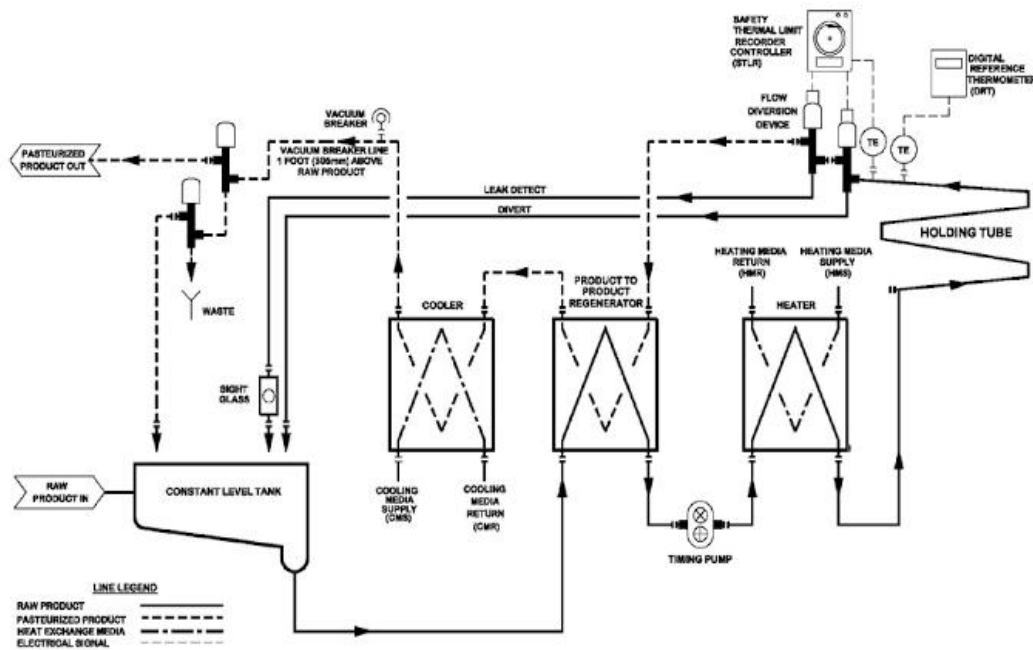 SAFETY
THERMAL LIMIT
RECORDER
CONTROLLER
(STLR)
DIGITAL
REFERENCE
THERMOMETER
(DRT)
VACUUM
BREAKER
FLOW
DIVERSION
DEVICE
TE
TE
PASTEURIZED
PRODUCT OUT
VACUUM BREAKER LINE
1 FOOT (305mm) ABOVE
RAW PRODUCT
LEAK DETECT
DIVERT
HOLDING TUBE
HEATING MEDIA
RETURN
(HMR)
HEATING MEDIA
SUPPLY
(HMS)
WASTE
COOLER
PRODUCT TO
PRODUCT
REGENERATOR
HEATER
SIGHT
GLASS
RAW
PRODUCT IN
CONSTANT LEVEL TANK
COOLING
MEDIA
SUPPLY
(CMS)
COOLING
MEDIA
RETURN
(CMR)
TIMING PUMP
LINE LEGEND
RAW PRODUCT
PASTEURIZED PRODUCT
HEAT EXCHANGE MEDIA
ELECTRICAL SIGNAL